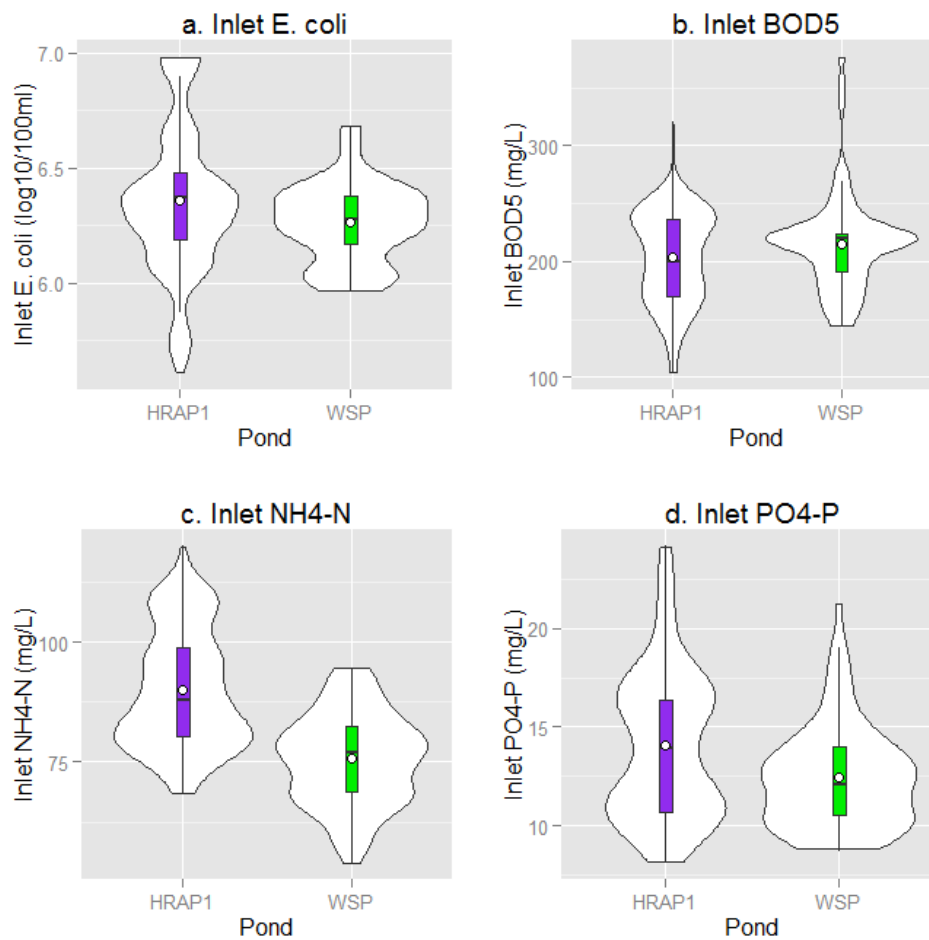 a. Inlet E. coli
Inlet E. coli (log10/100ml)
7.0
6.5
6.0
HRAP1 WSP
Pond
b. Inlet BOD5
Inlet BOD5 (mg/L)
300
200
100
HRAP1 WSP
Pond
c. Inlet NH4-N
Inlet NH4-N (mg/L)
100
75
HRAP1 WSP
Pond
d. Inlet PO4-P
Inlet PO4-P (mg/L)
20
15
10
HRAP1 WSP
Pond